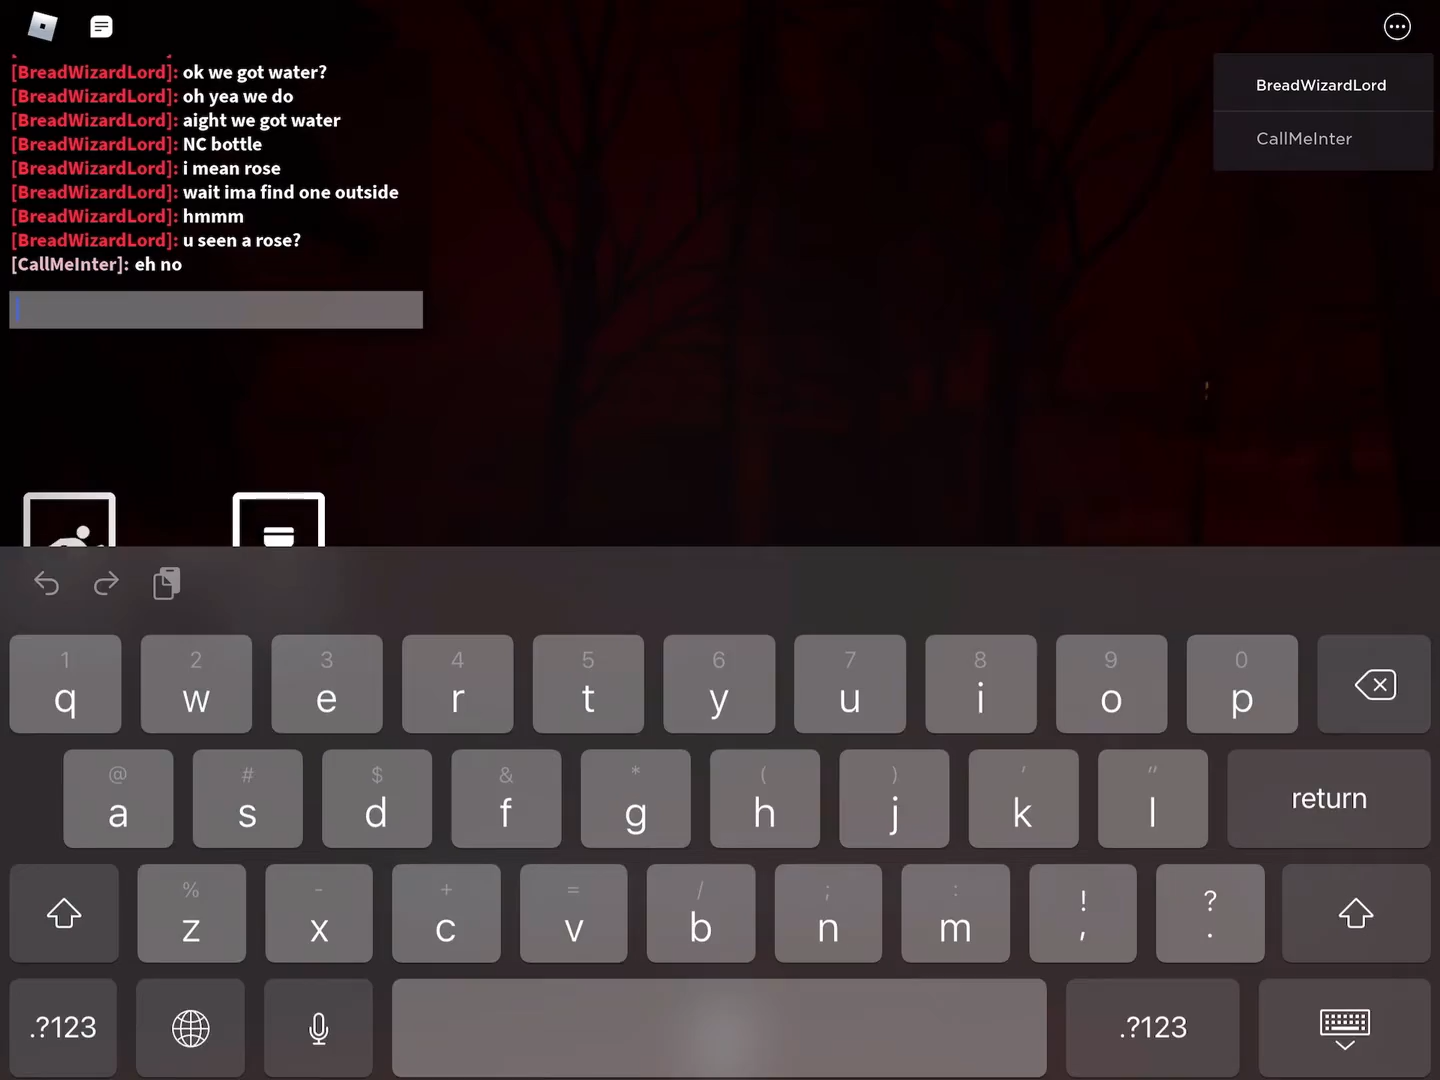 [BreadWizardLord]: ok we got water?
[BreadWizardLord]: oh yea we do
[BreadWizardLord]: aight we got water
[BreadWizardLord]: NC bottle
[BreadWizardLord]: i mean rose
[BreadWizardLord]: wait ima find one outside
[BreadWizardLord]: hmmm
[BreadWizardLord]: u seen a rose?
[CallMeInter]: eh no
BreadWizardLord
CallMeInter
1 2 3 4 5 6 7 8 9 0
q w e r t y u i o p
@ # $ & * ( ) ' "
a s d f g h j k l return
% - + = / ; : ! ?
z x c v b n m , .
.?123 .?123